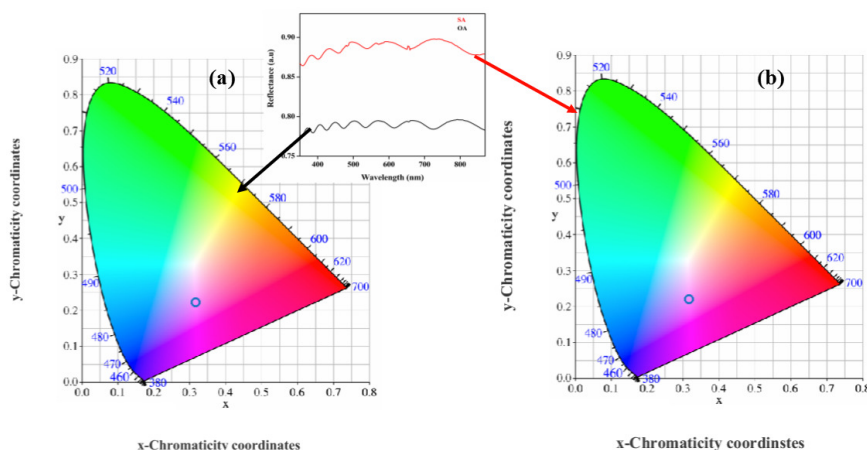 SA
OA
0.90
0.85
0.80
0.75
Reflectance (a.u)
400 500 600 700 800
Wavelength (nm)
(a)
0.9
0.8
0.7
0.6
0.5
0.4
0.3
0.2
0.1
0.0
y
y-Chromaticity coordinates
520
540
560
580
600
620
700
500
490
480
470
460
380
0.0 0.1 0.2 0.3 0.4 0.5 0.6 0.7 0.8
x
x-Chromaticity coordinates
(b)
0.9
0.8
0.7
0.6
0.5
0.4
0.3
0.2
0.1
0.0
y
y-Chromaticity coordinates
520
540
560
580
600
620
700
500
490
480
470
460
380
0.0 0.1 0.2 0.3 0.4 0.5 0.6 0.7 0.8
x
x-Chromaticity coordinstes